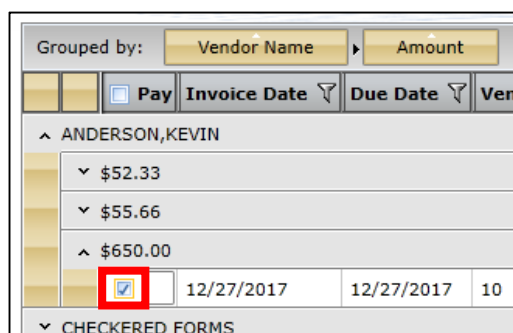 Grouped by: Vendor Name Amount
Pay Invoice Date Due Date Ven
ANDERSON,KEVIN
$52.33
$55.66
$650.00
12/27/2017 12/27/2017 10
CHECKERED FORMS